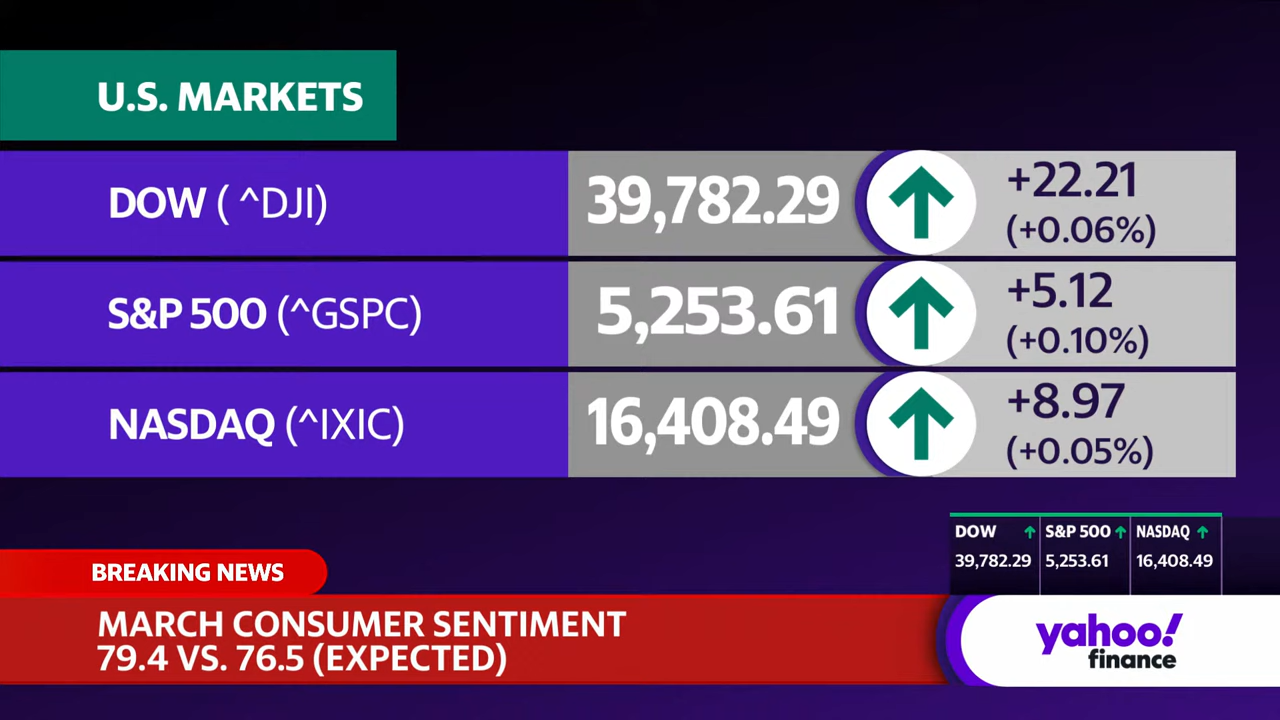 U.S. MARKETS
DOW ( ^DJI)
39,782.29
+22.21
(+0.06%)
S&P 500 (^GSPC)
5,253.61
+5.12
(+0.10%)
NASDAQ (^IXIC)
16,408.49
+8.97
(+0.05%)
DOW
S&P 500
NASDAQ
39,782.29
5,253.61
16,408.49
BREAKING NEWS
MARCH CONSUMER SENTIMENT
79.4 VS. 76.5 (EXPECTED)
yahoo!
finance